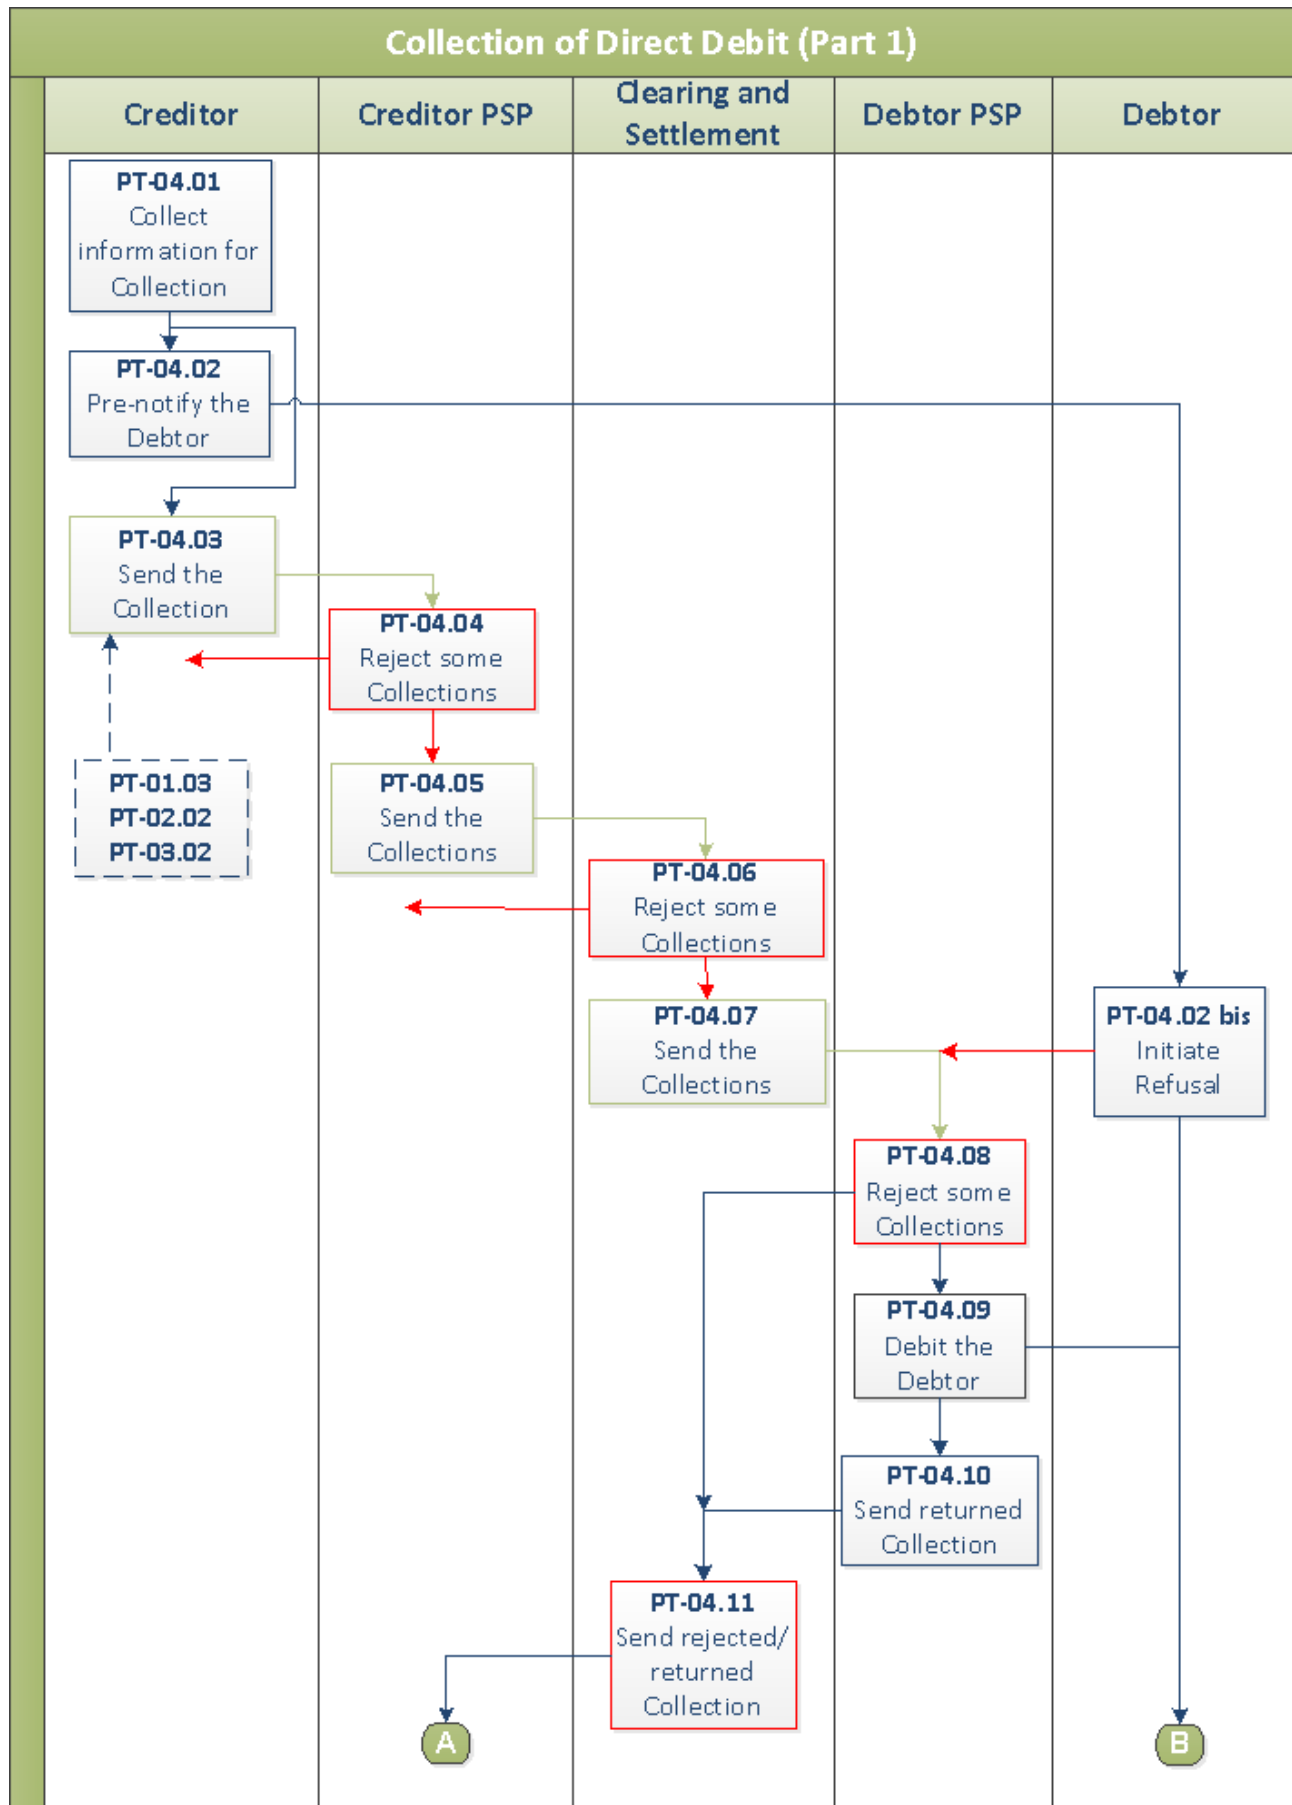 Collection of Direct Debit (Part 1)
Creditor
Creditor PSP
Clearing and
Settlement
Debtor PSP
Debtor
PT-04.01
Collect
information for
Collection
PT-04.02
Pre-notify the
Debtor
PT-04.03
Send the
Collection
PT-04.04
Reject some
Collections
PT-01.03
PT-02.02
PT-03.02
PT-04.05
Send the
Collections
PT-04.06
Reject some
Collections
PT-04.07
Send the
Collections
PT-04.02 bis
Initiate
Refusal
PT-04.08
Reject some
Collections
PT-04.09
Debit the
Debtor
PT-04.10
Send returned
Collection
PT-04.11
Send rejected/
returned
Collection
A
B